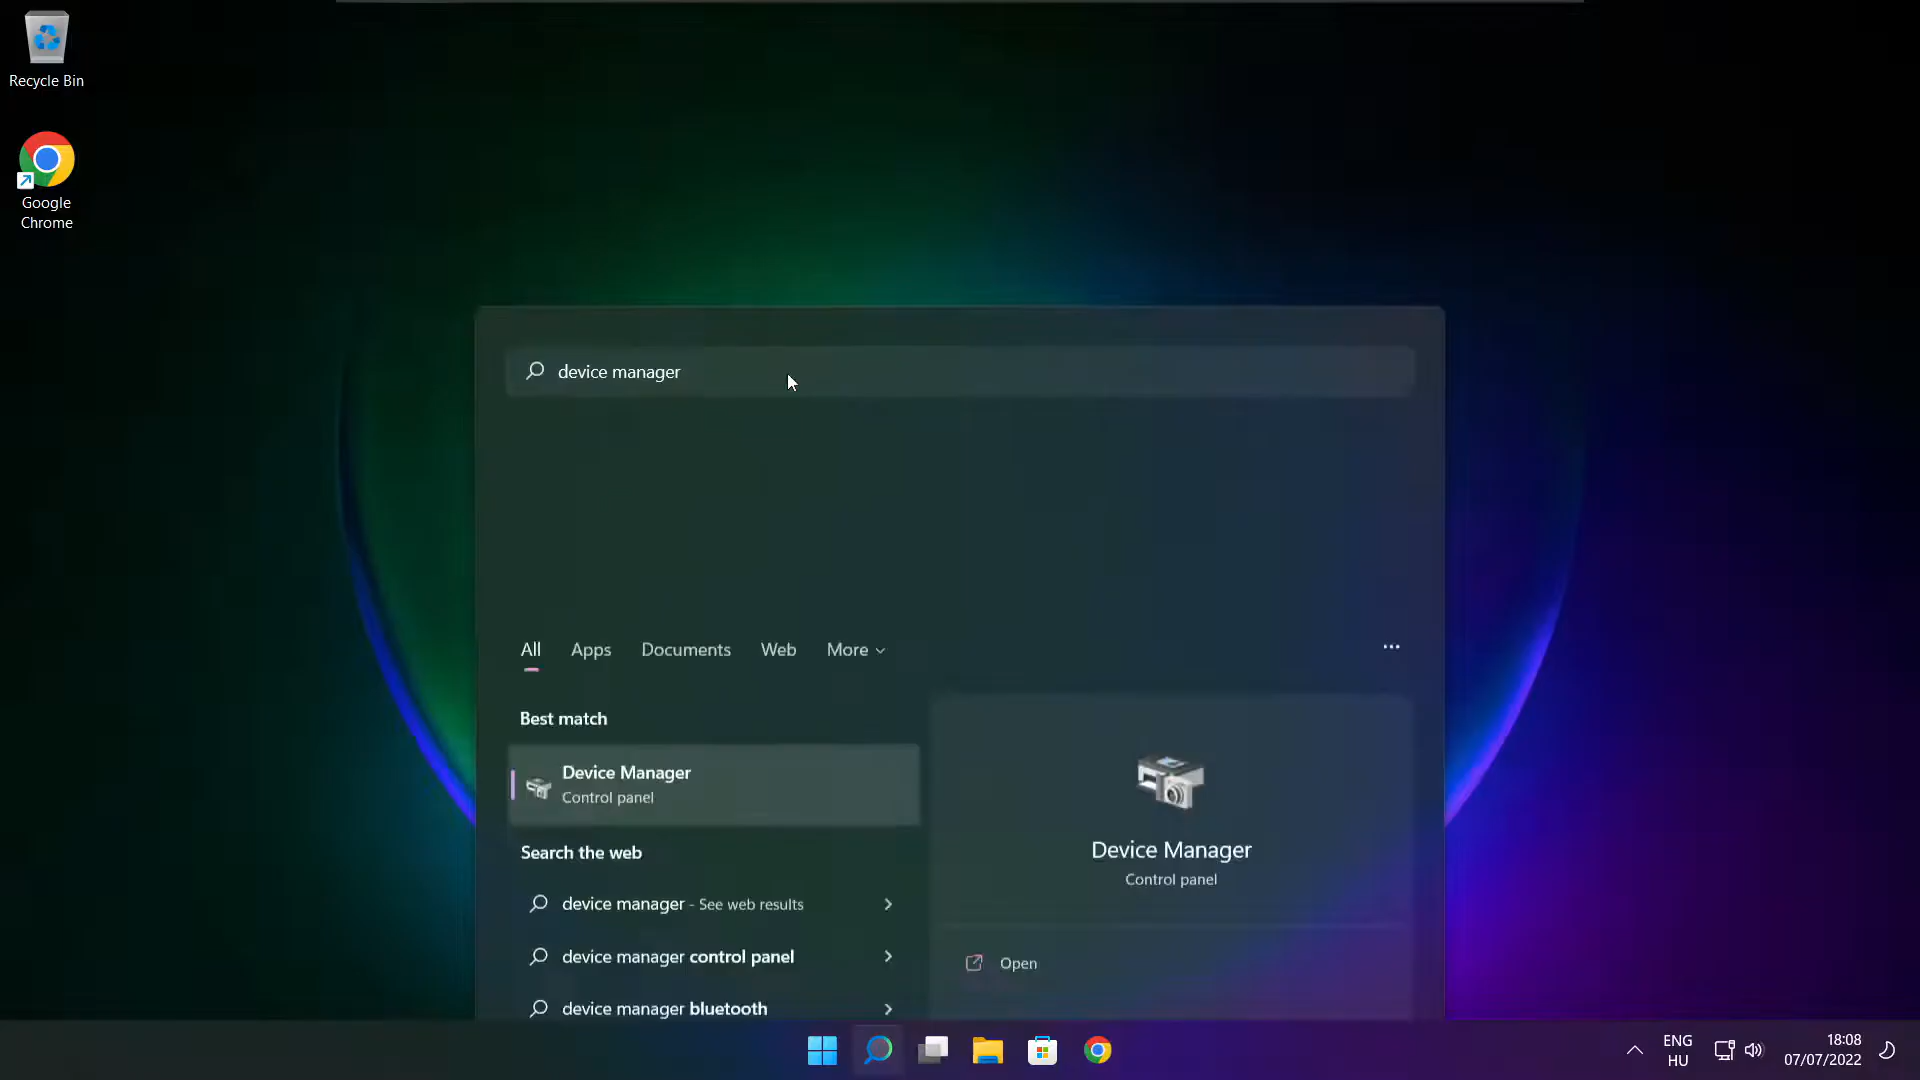 Recycle Bin
Google
Chrome
device manager
All Apps Documents Web More
Best match
Device Manager
Control panel
Search the web
device manager - See web results
device manager control panel
device manager bluetooth
Device Manager
Control panel
Open
ENG
HU
18:08
07/07/2022